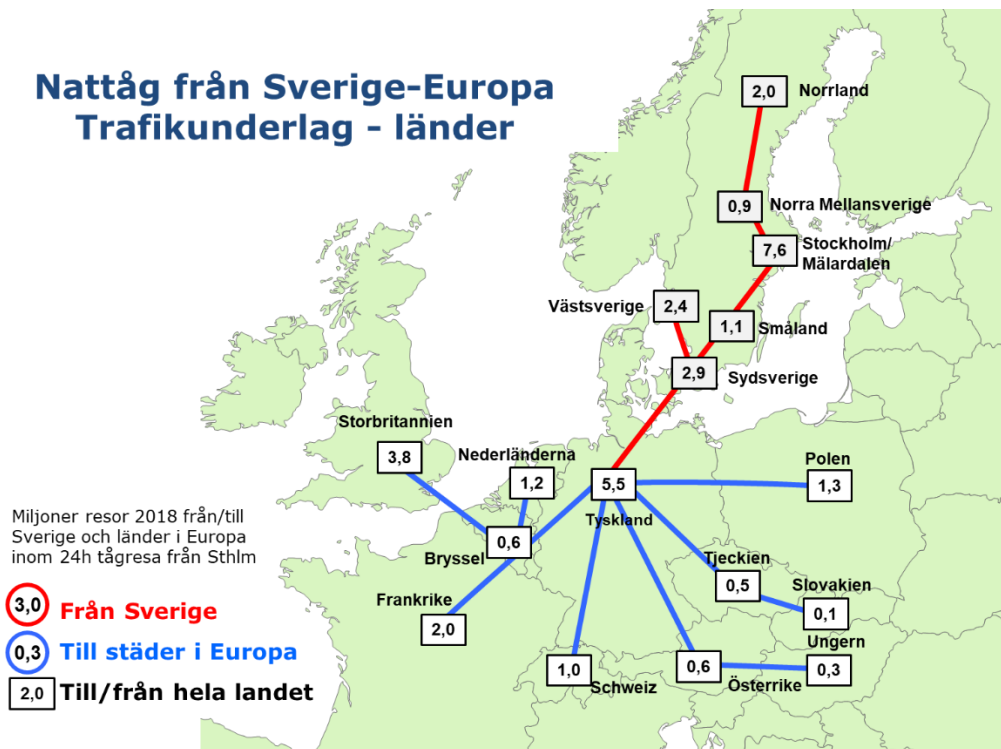 Nattåg från Sverige-Europa
Trafikunderlag - länder
2,0
Norrland
0,9
Norra Mellansverige
7,6
Stockholm/
Mälardalen
Västsverige
2,4
1,1
Småland
2,9
Sydsverige
Storbritannien
3,8
Nederländerna
1,2
5,5
Tyskland
Polen
1,3
Miljoner resor 2018 från/till
Sverige och länder i Europa
inom 24h tågresa från Sthlm
Bryssel
0,6
Tjeckien
0,5
Slovakien
0,1
Frankrike
2,0
Ungern
0,3
1,0
Schweiz
0,6
Österrike
3,0 Från Sverige
0,3 Till städer i Europa
2,0 Till/från hela landet